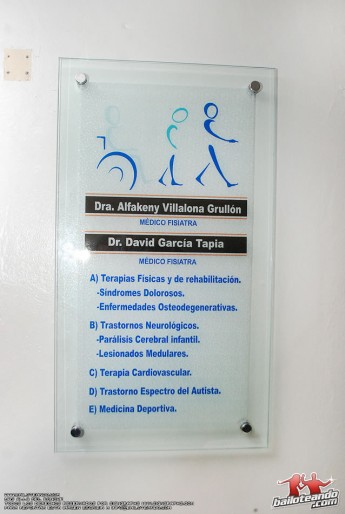 Dra. Alfakeny Villalona Grullón
MÉDICO FISIATRA
Dr. David García Tapia
MÉDICO FISIATRA
A) Terapias Físicas y de rehabilitación.
-Síndromes Dolorosos.
-Enfermedades Osteodegenerativas.
B) Trastornos Neurológicos.
-Parálisis Cerebral infantil.
-Lesionados Medulares.
C) Terapia Cardiovascular.
D) Trastorno Espectro del Autista.
E) Medicina Deportiva.
bailoteando.com